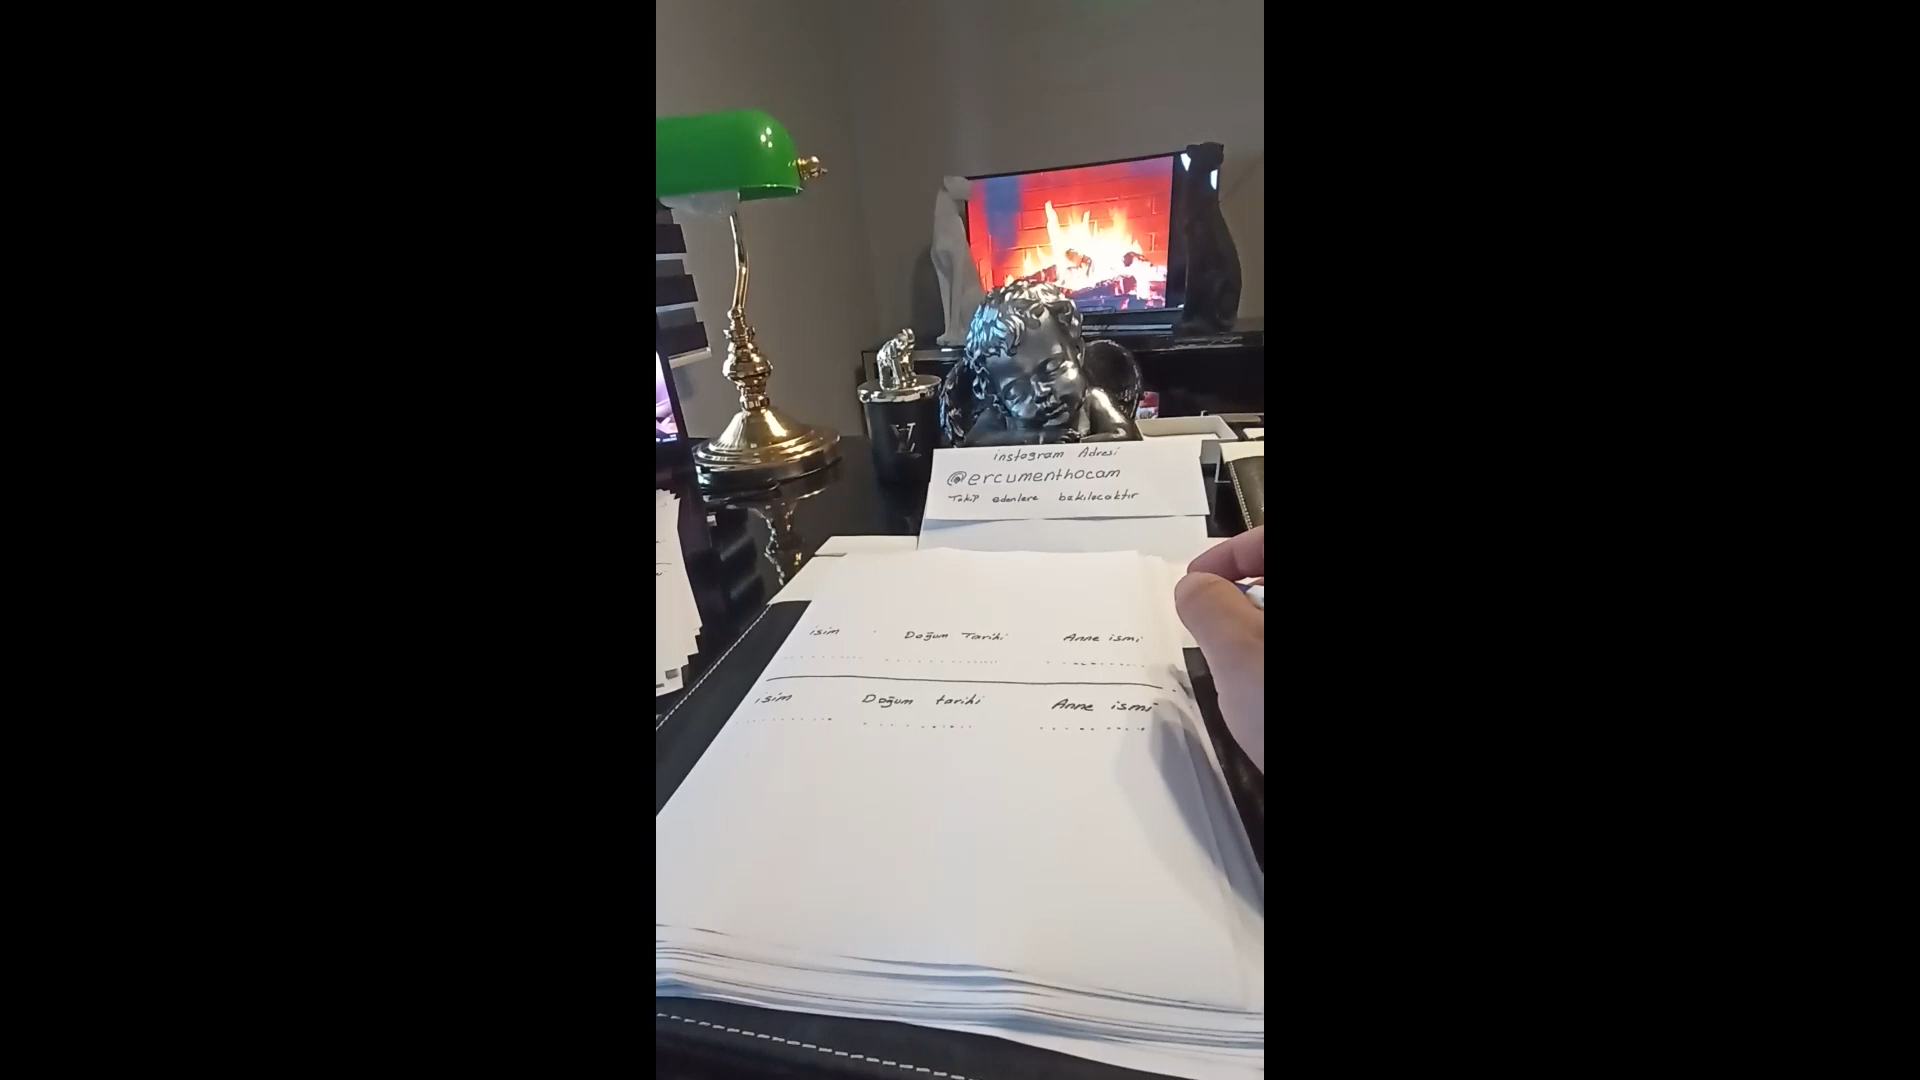 instagram Adresi
@ercumenthocam
Takip edenlere bakılacaktır
isim Doğum Tarihi Anne ismi
isim Doğum tarihi Anne ismi